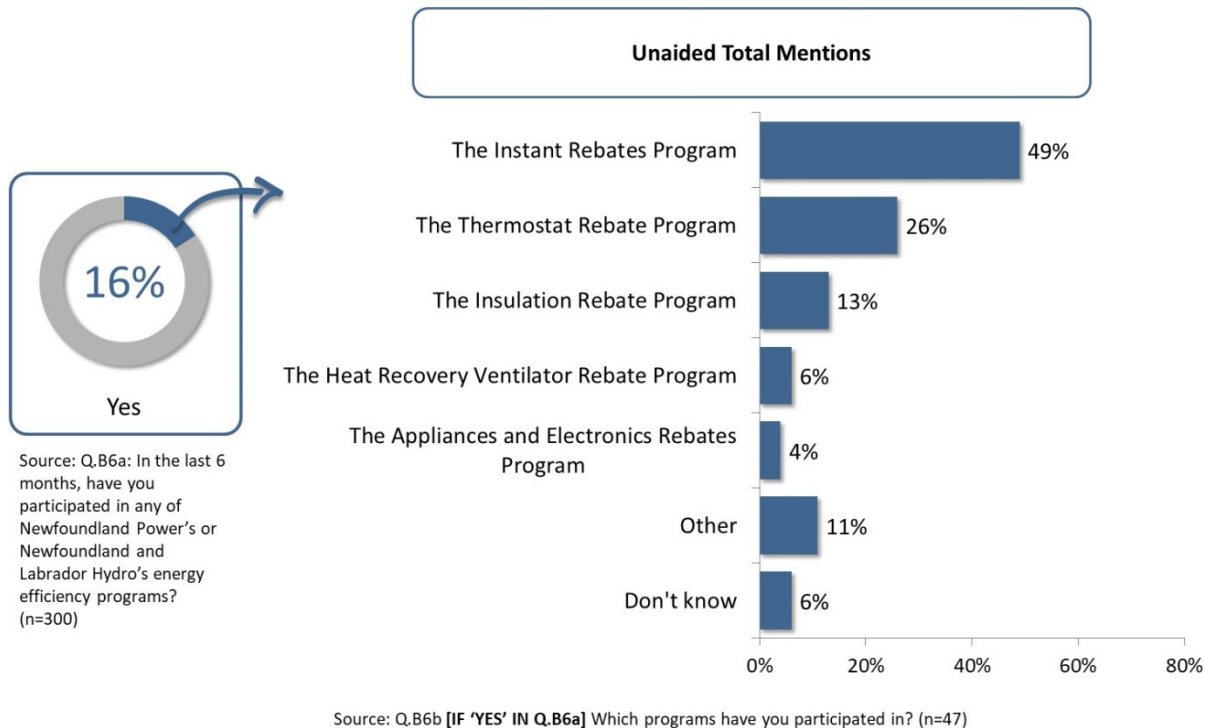 Unaided Total Mentions
The Instant Rebates Program
49%
The Thermostat Rebate Program
26%
The Insulation Rebate Program
13%
The Heat Recovery Ventilator Rebate Program
6%
The Appliances and Electronics Rebates
Program
4%
Other
11%
Don't know
6%
0%
20%
40%
60%
80%
16%
Yes
Source: Q.B6a: In the last 6
months, have you
participated in any of
Newfoundland Power’s or
Newfoundland and
Labrador Hydro’s energy
efficiency programs?
(n=300)
Source: Q.B6b [IF ‘YES’ IN Q.B6a] Which programs have you participated in? (n=47)